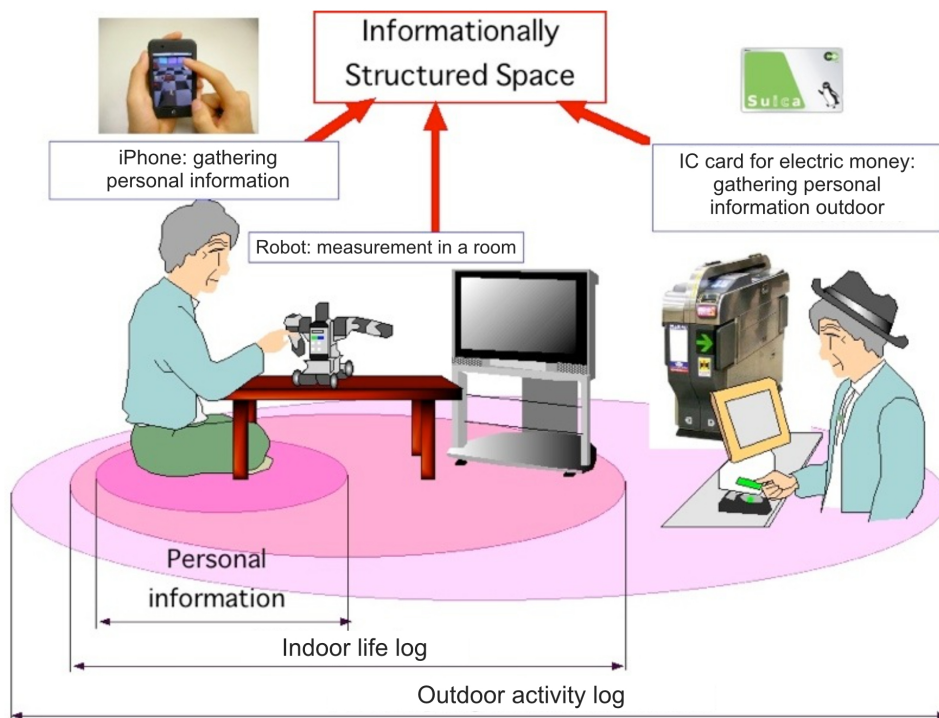 Informationally
Structured Space
Suica
iPhone: gathering
personal information
IC card for electric money:
gathering personal
information outdoor
Robot: measurement in a room
Personal
information
Indoor life log
Outdoor activity log